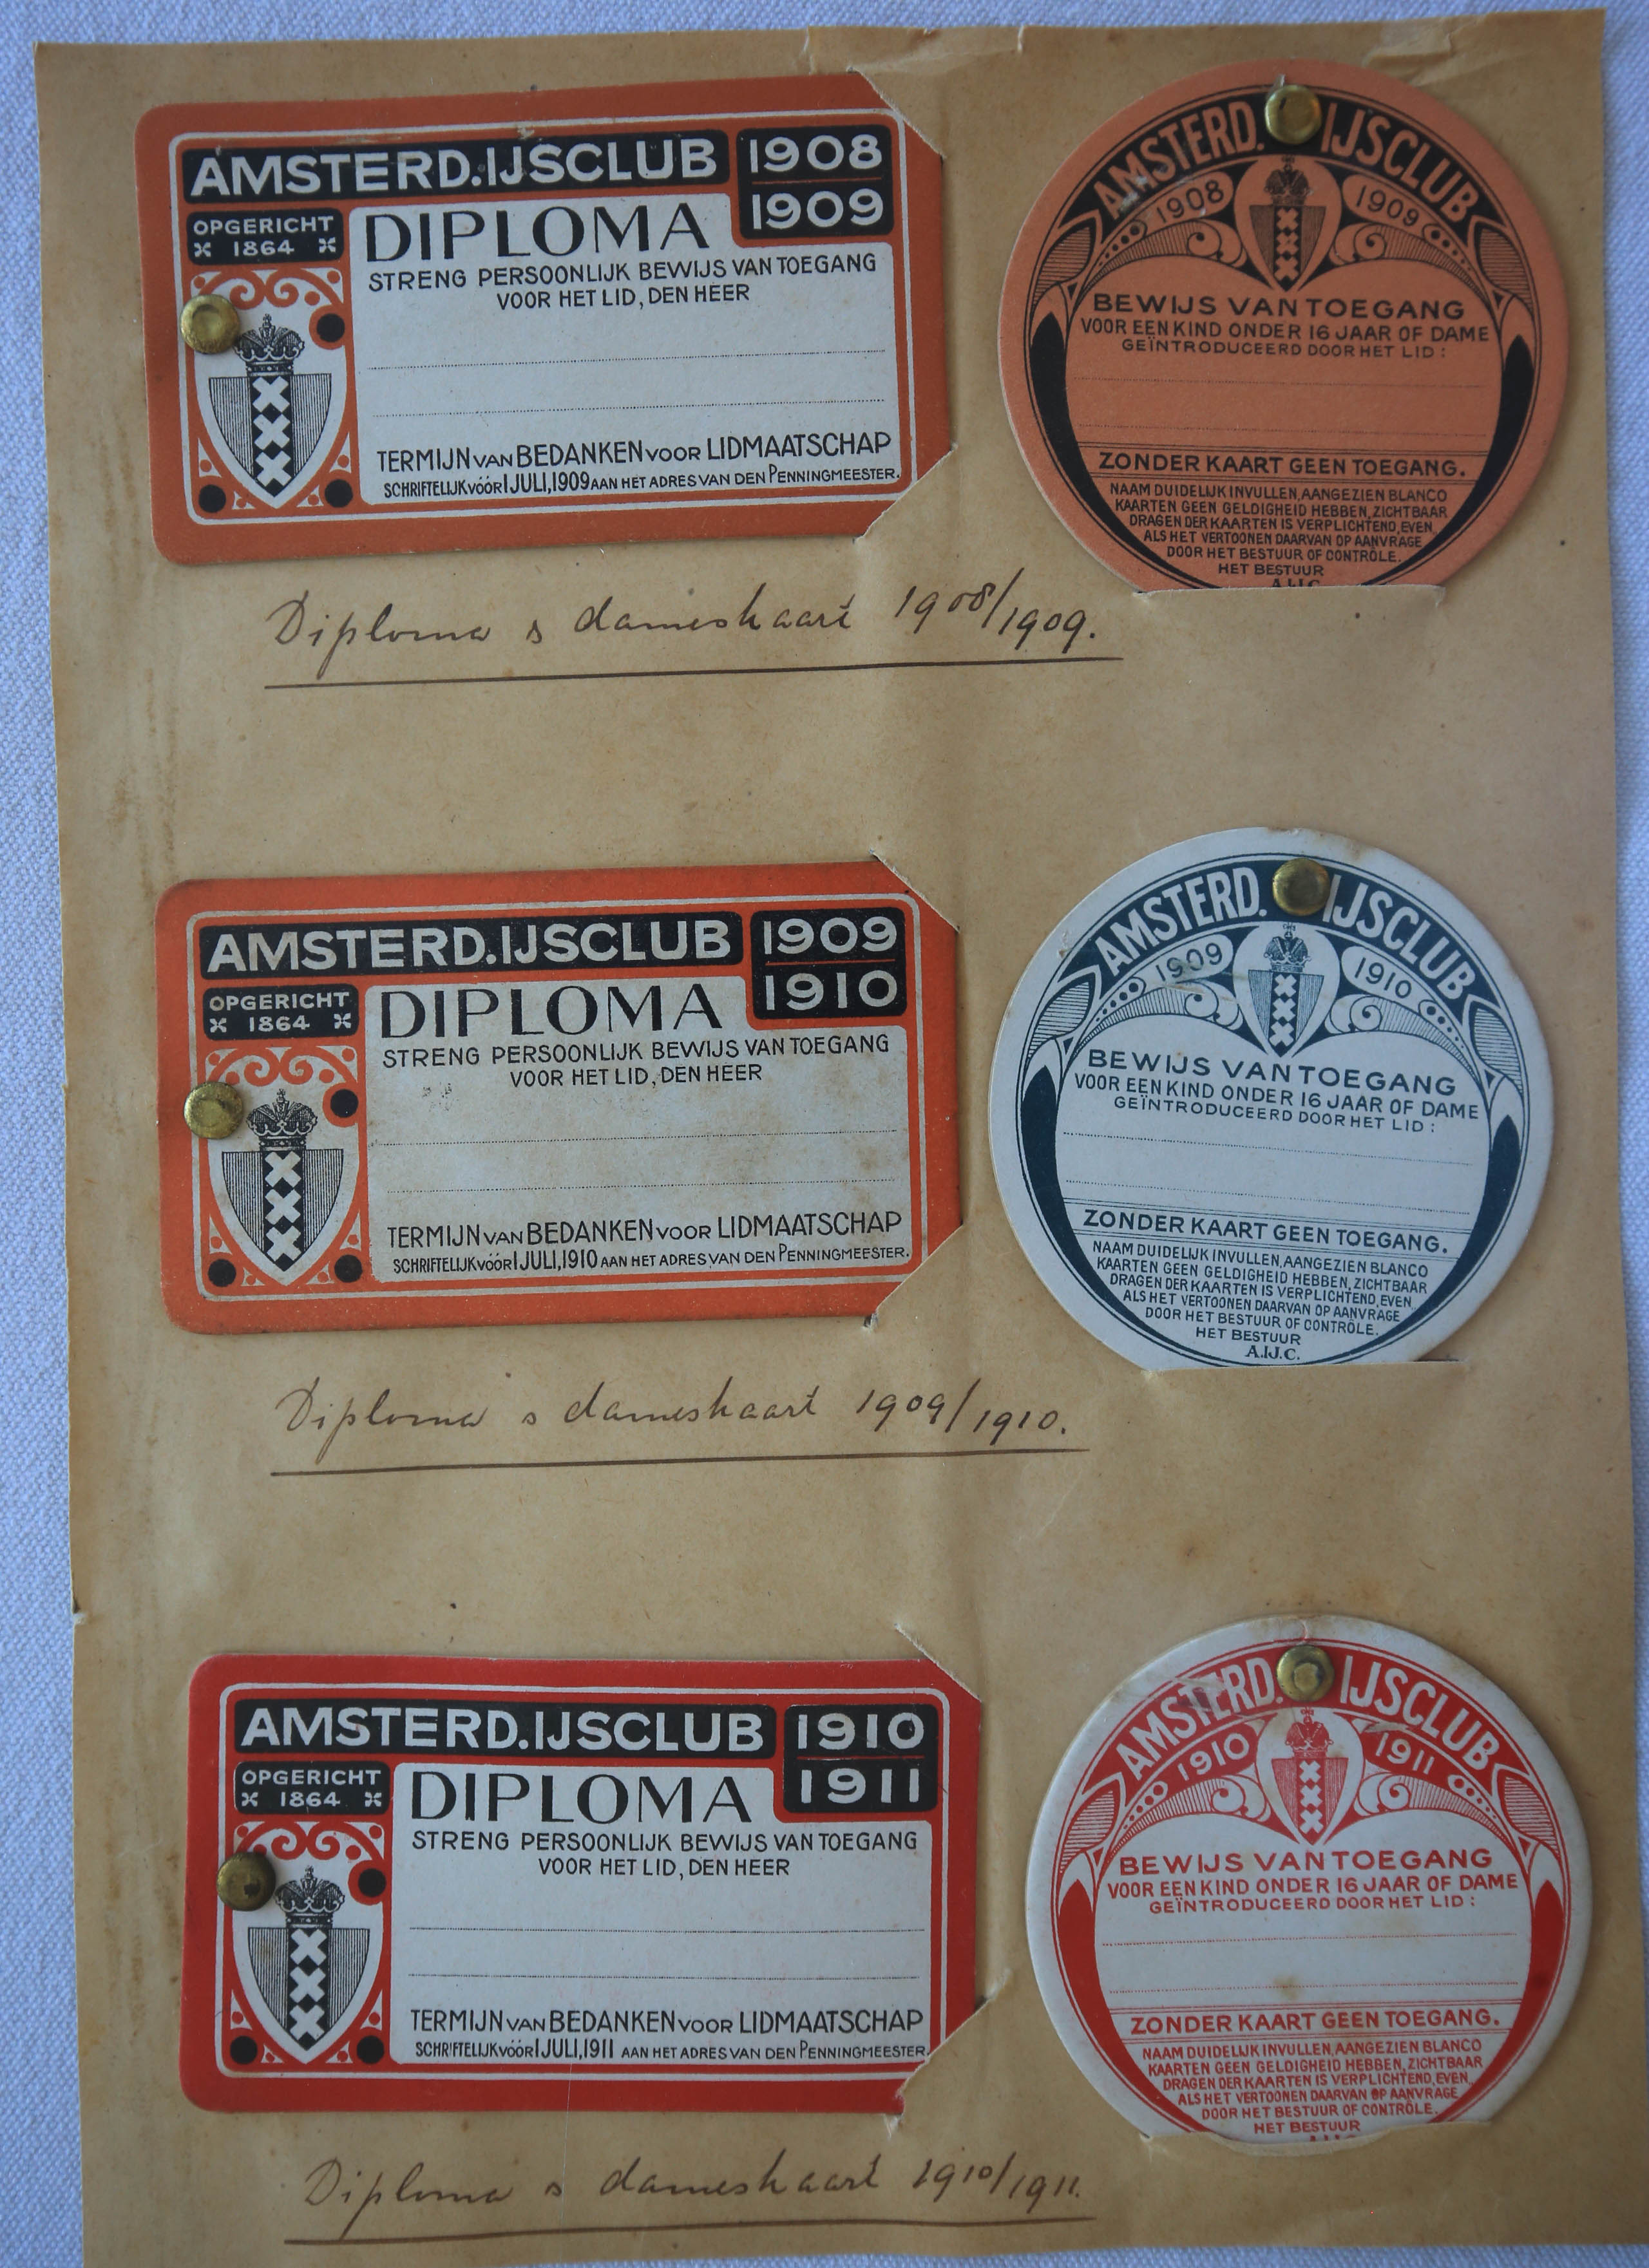 AMSTERD.IJSCLUB 1908
1909
OPGERICHT
1864
DIPLOMA
STRENG PERSOONLIJK BEWIJS VAN TOEGANG
VOOR HET LID, DEN HEER
TERMIJN VAN BEDANKEN VOOR LIDMAATSCHAP
SCHRIFTELIJK VÓÓR 1 JULI, 1909 AAN HET ADRES VAN DEN PENNINGMEESTER.
AMSTERD. IJSCLUB
1908 1909
BEWIJS VAN TOEGANG
VOOR EEN KIND ONDER 16 JAAR OF DAME
GEÏNTRODUCEERD DOOR HET LID:
ZONDER KAART GEEN TOEGANG.
NAAM DUIDELIJK INVULLEN, AANGEZIEN BLANCO
KAARTEN GEEN GELDIGHEID HEBBEN, ZICHTBAAR
DRAGEN DER KAARTEN IS VERPLICHTEND, EVEN
ALS HET VERTOONEN DAARVAN OP AANVRAGE
DOOR HET BESTUUR OF CONTRÔLE.
HET BESTUUR
A.IJ.C.
Diploma & dameskaart 1908/1909.
AMSTERD.IJSCLUB 1909
1910
OPGERICHT
1864
DIPLOMA
STRENG PERSOONLIJK BEWIJS VAN TOEGANG
VOOR HET LID, DEN HEER
TERMIJN VAN BEDANKEN VOOR LIDMAATSCHAP
SCHRIFTELIJK VÓÓR 1 JULI, 1910 AAN HET ADRES VAN DEN PENNINGMEESTER.
AMSTERD. IJSCLUB
1909 1910
BEWIJS VAN TOEGANG
VOOR EEN KIND ONDER 16 JAAR OF DAME
GEÏNTRODUCEERD DOOR HET LID:
ZONDER KAART GEEN TOEGANG.
NAAM DUIDELIJK INVULLEN, AANGEZIEN BLANCO
KAARTEN GEEN GELDIGHEID HEBBEN, ZICHTBAAR
DRAGEN DER KAARTEN IS VERPLICHTEND, EVEN
ALS HET VERTOONEN DAARVAN OP AANVRAGE
DOOR HET BESTUUR OF CONTRÔLE.
HET BESTUUR
A.IJ.C.
Diploma & dameskaart 1909/1910.
AMSTERD.IJSCLUB 1910
1911
OPGERICHT
1864
DIPLOMA
STRENG PERSOONLIJK BEWIJS VAN TOEGANG
VOOR HET LID, DEN HEER
TERMIJN VAN BEDANKEN VOOR LIDMAATSCHAP
SCHRIFTELIJK VÓÓR 1 JULI, 1911 AAN HET ADRES VAN DEN PENNINGMEESTER.
AMSTERD. IJSCLUB
1910 1911
BEWIJS VAN TOEGANG
VOOR EEN KIND ONDER 16 JAAR OF DAME
GEÏNTRODUCEERD DOOR HET LID:
ZONDER KAART GEEN TOEGANG.
NAAM DUIDELIJK INVULLEN, AANGEZIEN BLANCO
KAARTEN GEEN GELDIGHEID HEBBEN, ZICHTBAAR
DRAGEN DER KAARTEN IS VERPLICHTEND, EVEN
ALS HET VERTOONEN DAARVAN OP AANVRAGE
DOOR HET BESTUUR OF CONTRÔLE.
HET BESTUUR
Diploma & dameskaart 1910/1911.